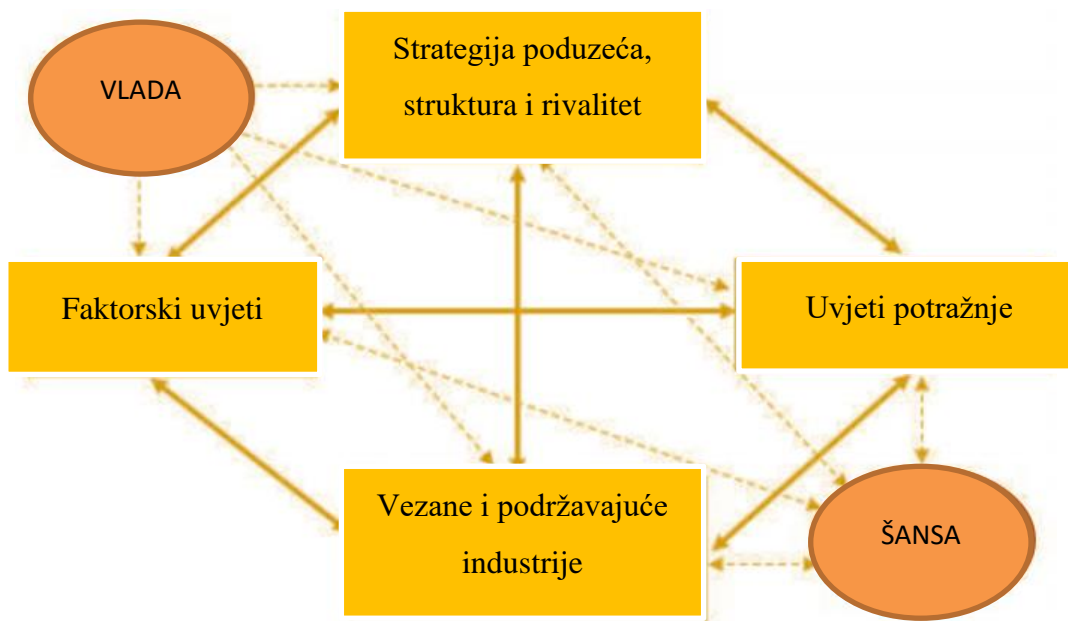 VLADA
Strategija poduzeća,
struktura i rivalitet
Faktorski uvjeti
Uvjeti potražnje
Vezane i podržavajuće
industrije
ŠANSA